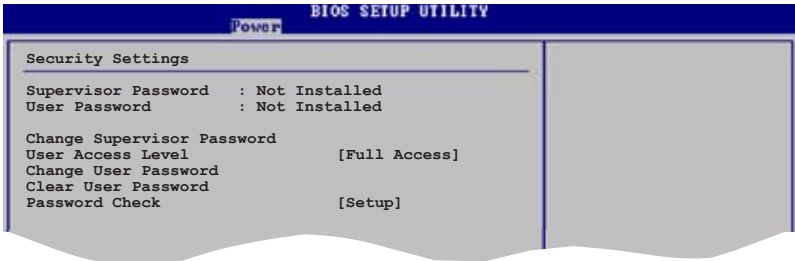 BIOS SETUP UTILITY
Power
Security Settings
Supervisor Password : Not Installed
User Password : Not Installed
Change Supervisor Password
User Access Level [Full Access]
Change User Password
Clear User Password
Password Check [Setup]